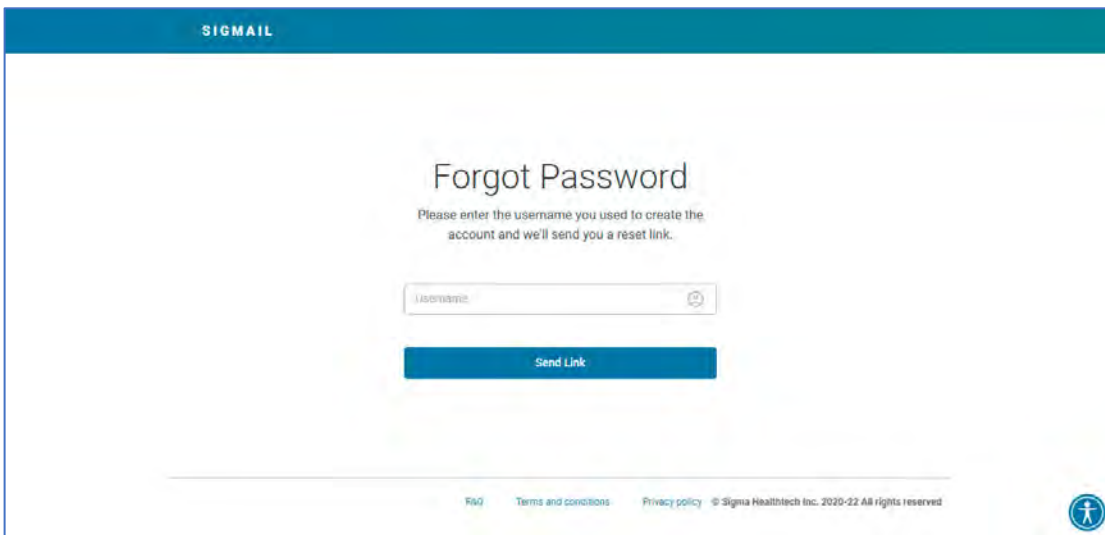 SIGMAIL
Forgot Password
Please enter the username you used to create the
account and we'll send you a reset link.
Username
Send Link
FAQ Terms and conditions Privacy policy © Sigma Healthtech Inc. 2020-22 All rights reserved